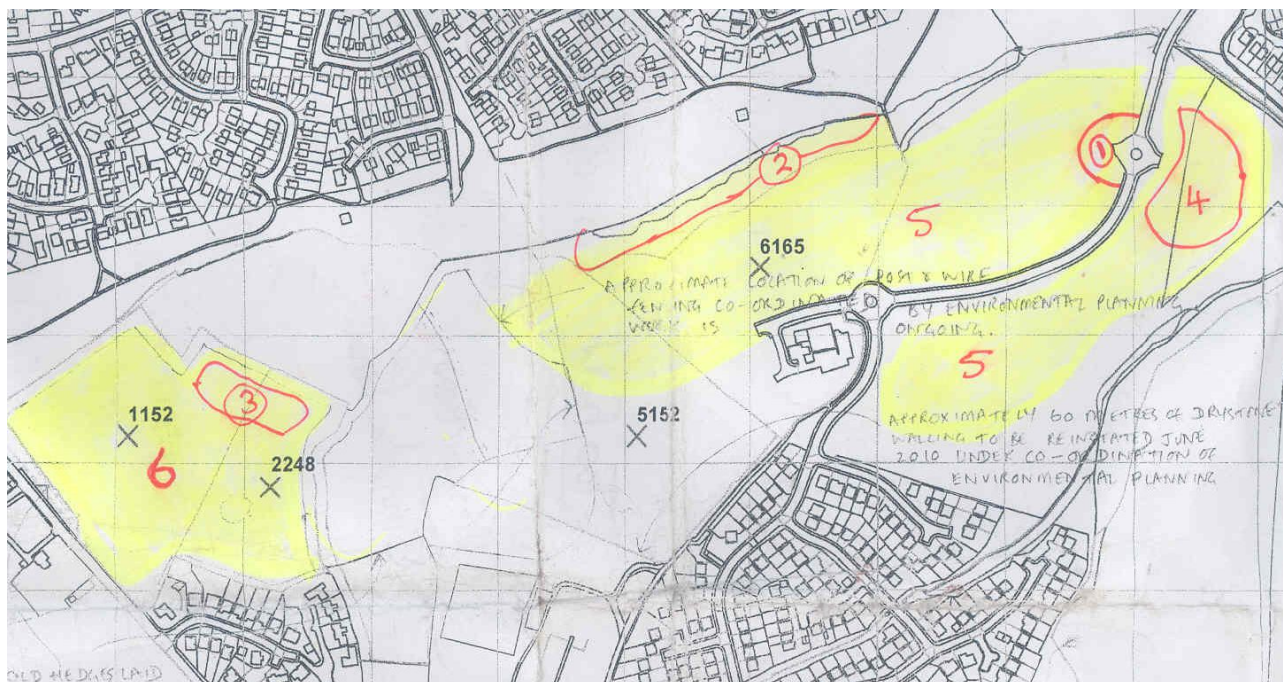 1
2
4
5
6165
APPROXIMATE LOCATION OF POST & WIRE
FENING CO-ORDINATED BY ENVIRONMENTAL PLANNING
WORK IS ONGOING.
5
3
1152
6
2248
5152
APPROXIMATELY 60 METRES OF DRYSTONE
WALLING TO BE REINSTATED JUNE
2010 UNDER CO-ORDINATION OF
ENVIRONMENTAL PLANNING
OLD HEDGES LAID